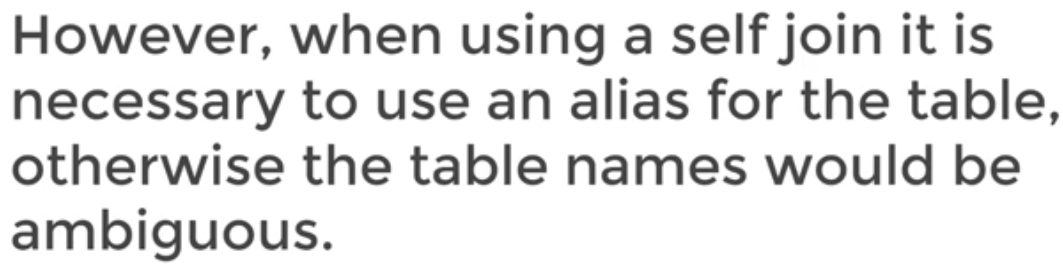 However, when using a self join it is
necessary to use an alias for the table,
otherwise the table names would be
ambiguous.